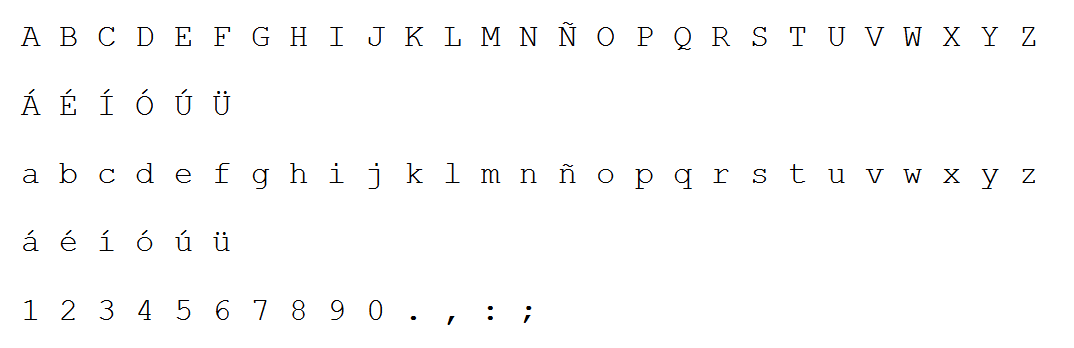 A B C D E F G H I J K L M N Ñ O P Q R S T U V W X Y Z
Á É Í Ó Ú Ü
a b c d e f g h i j k l m n ñ o p q r s t u v w x y z
á é í ó ú ü
1 2 3 4 5 6 7 8 9 0 . , : ;